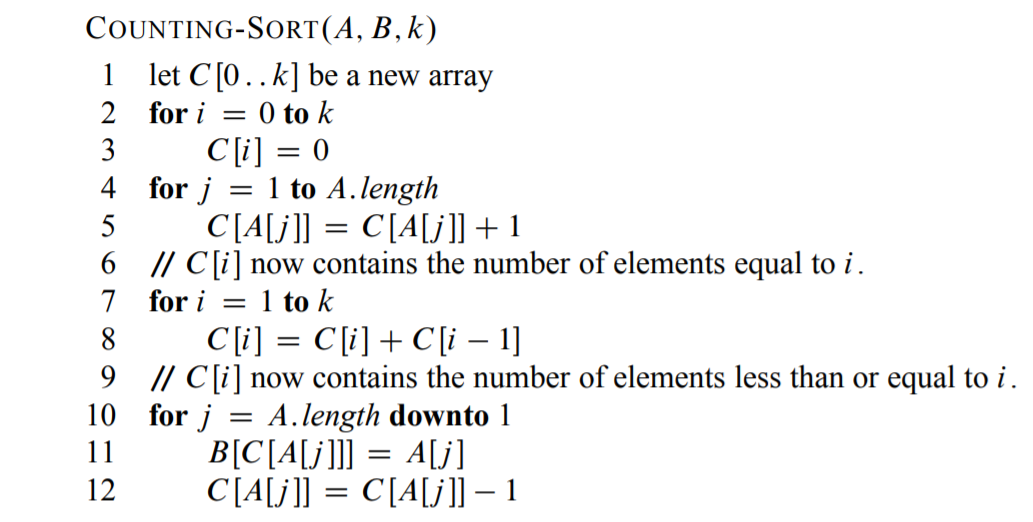 COUNTING-SORT(A, B, k)
1 let C[0..k] be a new array
2 for i = 0 to k
3 C[i] = 0
4 for j = 1 to A.length
5 C[A[j]] = C[A[j]] + 1
6 // C[i] now contains the number of elements equal to i.
7 for i = 1 to k
8 C[i] = C[i] + C[i − 1]
9 // C[i] now contains the number of elements less than or equal to i.
10 for j = A.length downto 1
11 B[C[A[j]]] = A[j]
12 C[A[j]] = C[A[j]] − 1